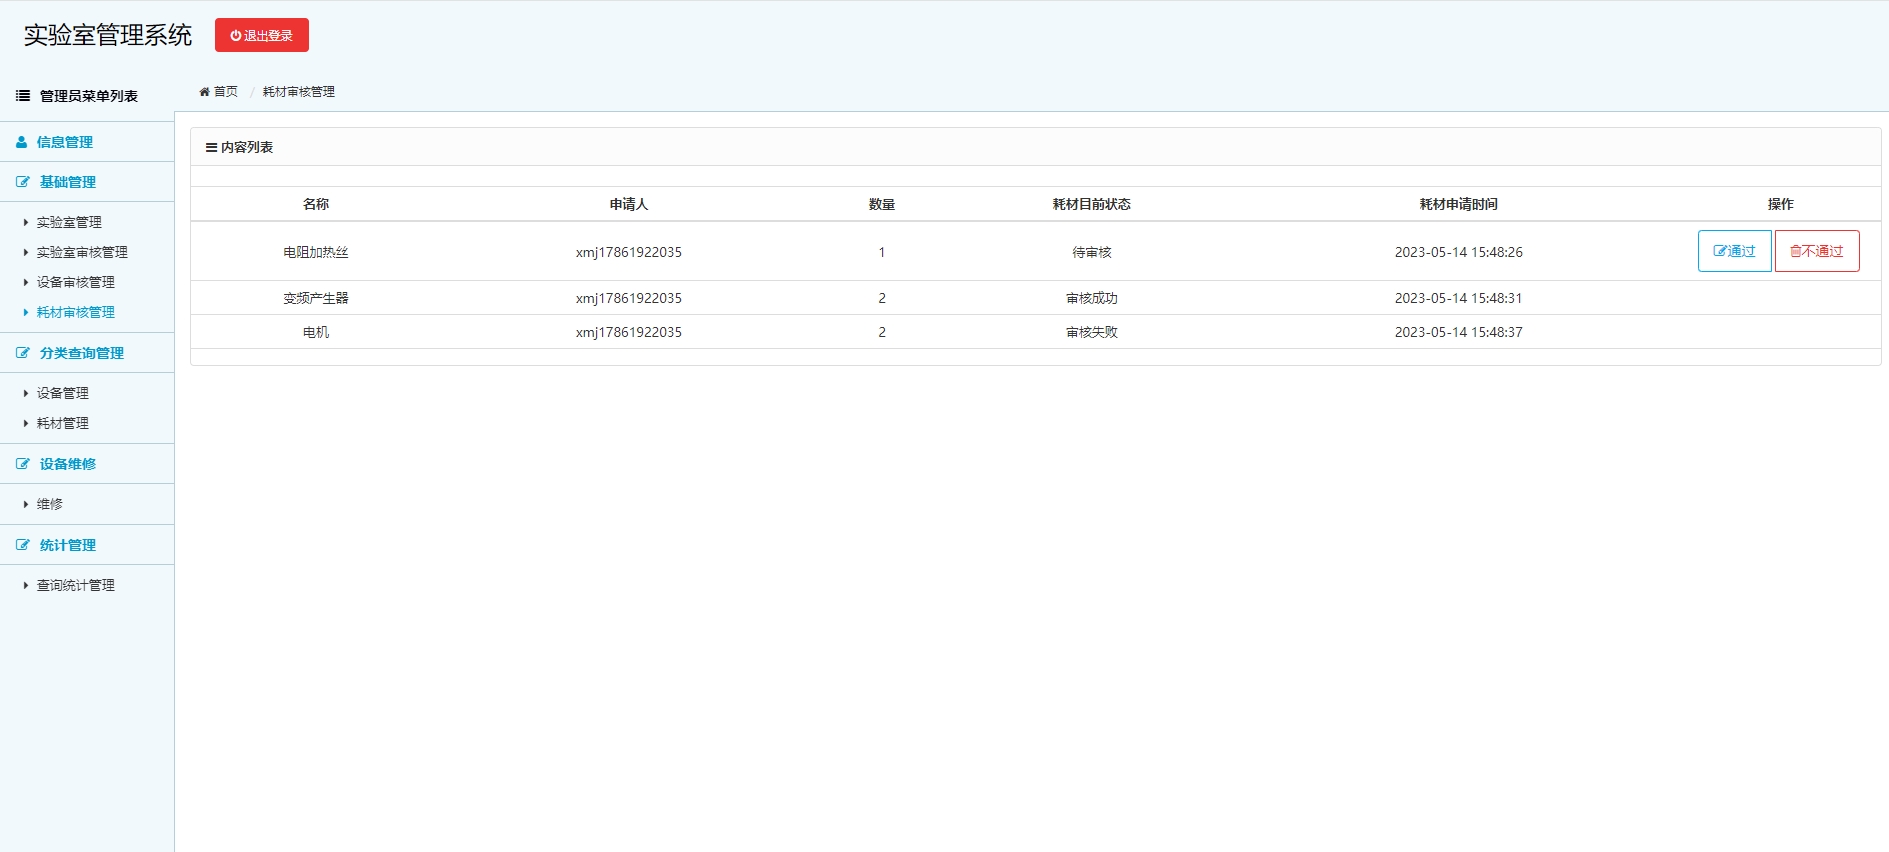 实验室管理系统 退出登录
管理员菜单列表
首页 / 耗材审核管理
信息管理
基础管理
实验室管理
实验室审核管理
设备审核管理
耗材审核管理
分类查询管理
设备管理
耗材管理
设备维修
维修
统计管理
查询统计管理
内容列表
名称 申请人 数量 耗材目前状态 耗材申请时间 操作
电阻加热丝 xmj17861922035 1 待审核 2023-05-14 15:48:26 通过 不通过
变频产生器 xmj17861922035 2 审核成功 2023-05-14 15:48:31
电机 xmj17861922035 2 审核失败 2023-05-14 15:48:37